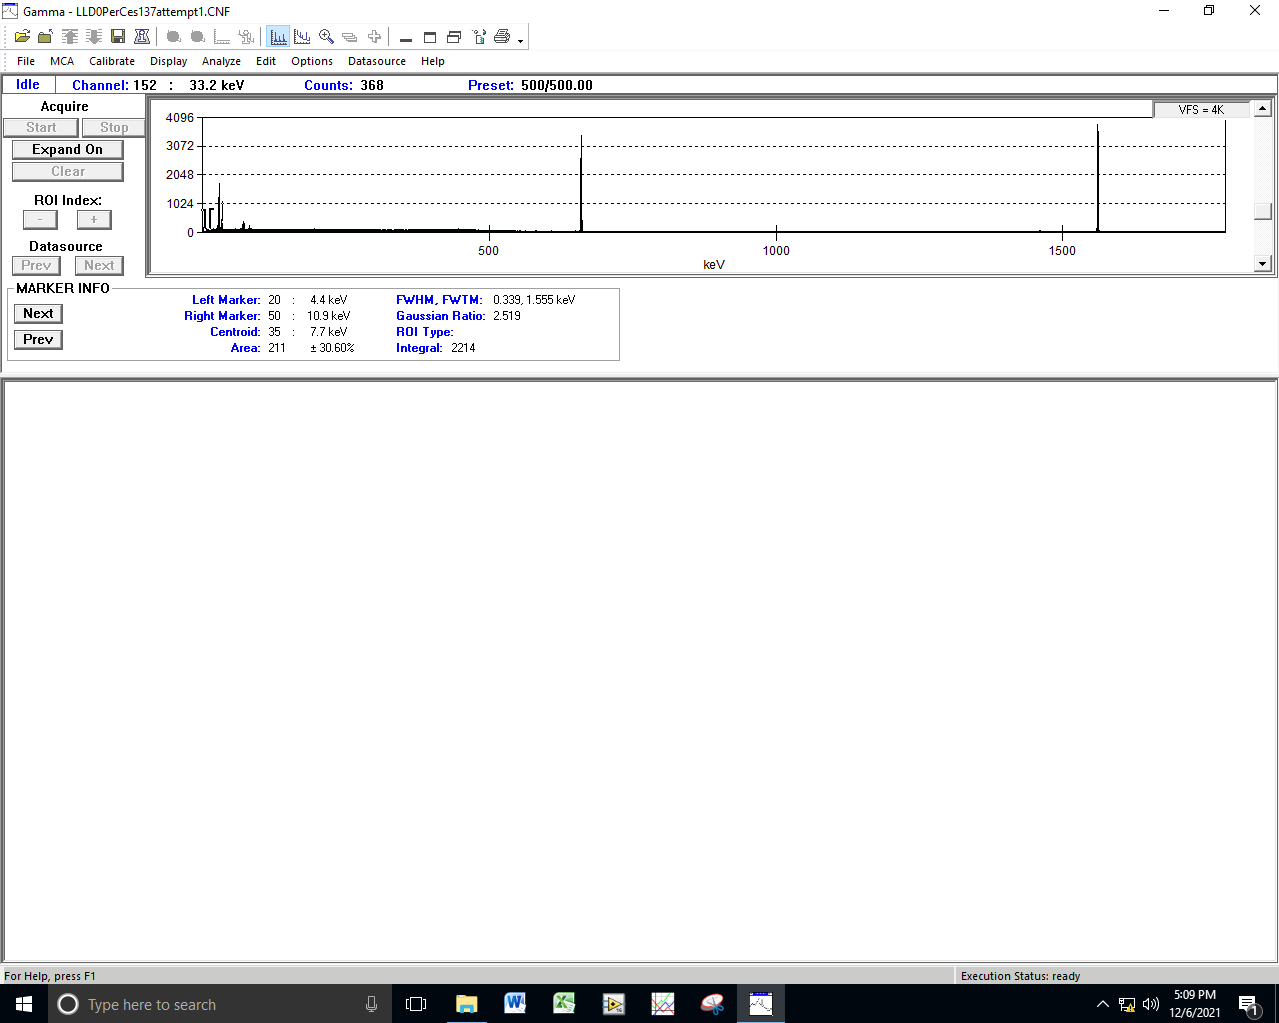 Gamma - LLD0PerCes137attempt1.CNF
File MCA Calibrate Display Analyze Edit Options Datasource Help
Idle Channel: 152 : 33.2 keV Counts: 368 Preset: 500/500.00
Acquire
Start Stop
Expand On
Clear
ROI Index:
- +
Datasource
Prev Next
VFS = 4K
4096
3072
2048
1024
0
500 1000 1500
keV
MARKER INFO
Next
Prev
Left Marker: 20 : 4.4 keV FWHM, FWTM: 0.339, 1.555 keV
Right Marker: 50 : 10.9 keV Gaussian Ratio: 2.519
Centroid: 35 : 7.7 keV ROI Type:
Area: 211 ± 30.60% Integral: 2214
For Help, press F1 Execution Status: ready
Type here to search
5:09 PM
12/6/2021
1